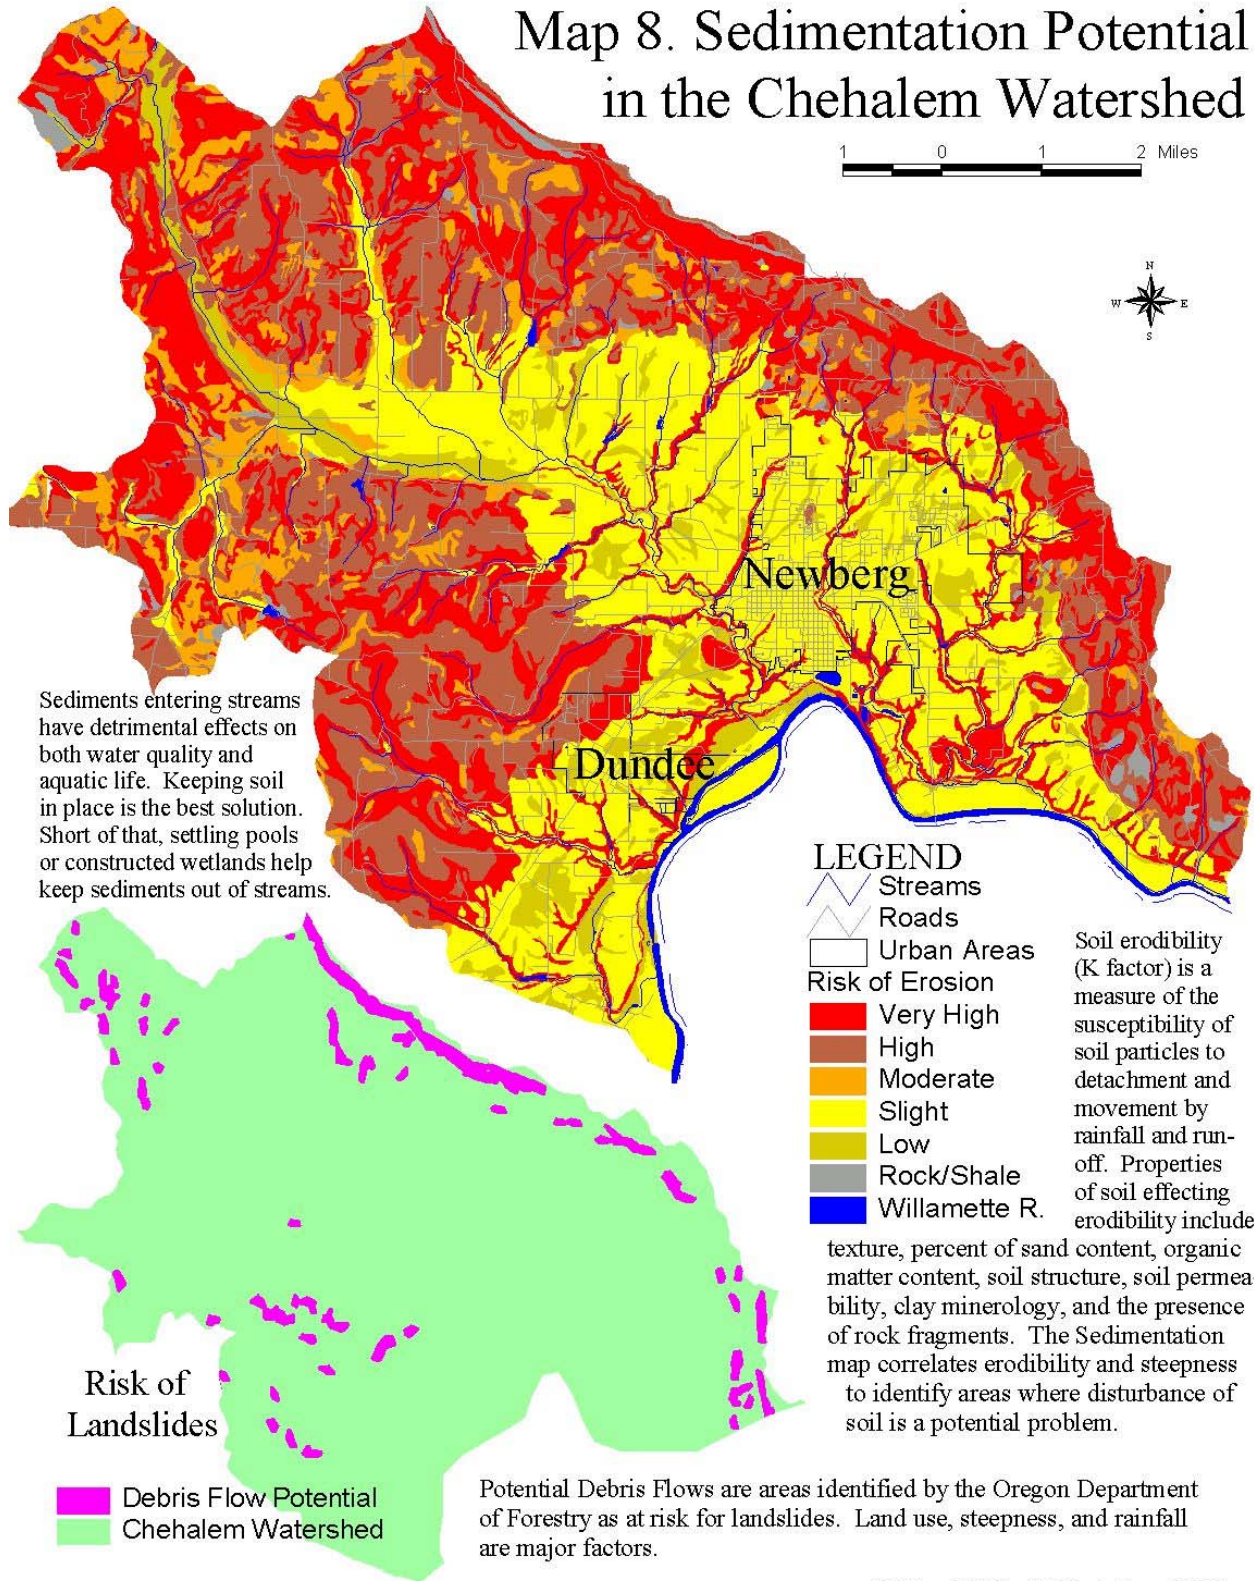 Map 8. Sedimentation Potential
in the Chehalem Watershed
1 0 1 2 Miles
N
W E
S
Newberg
Dundee
Sediments entering streams
have detrimental effects on
both water quality and
aquatic life. Keeping soil
in place is the best solution.
Short of that, settling pools
or constructed wetlands help
keep sediments out of streams.
LEGEND
Streams
Roads
Urban Areas
Risk of Erosion
Very High
High
Moderate
Slight
Low
Rock/Shale
Willamette R.
Soil erodibility
(K factor) is a
measure of the
susceptibility of
soil particles to
detachment and
movement by
rainfall and run-
off. Properties
of soil effecting
erodibility include
texture, percent of sand content, organic
matter content, soil structure, soil permea
bility, clay minerology, and the presence
of rock fragments. The Sedimentation
map correlates erodibility and steepness
to identify areas where disturbance of
soil is a potential problem.
Risk of
Landslides
Debris Flow Potential
Chehalem Watershed
Potential Debris Flows are areas identified by the Oregon Department
of Forestry as at risk for landslides. Land use, steepness, and rainfall
are major factors.